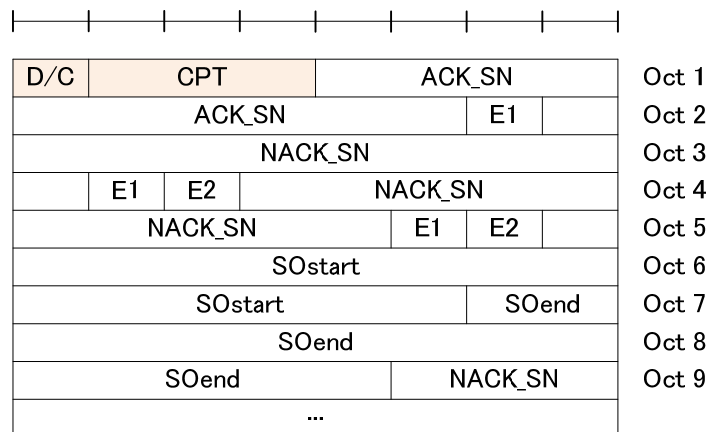 D/C CPT ACK_SN Oct 1
ACK_SN E1 Oct 2
NACK_SN Oct 3
E1 E2 NACK_SN Oct 4
NACK_SN E1 E2 Oct 5
SOstart Oct 6
SOstart SOend Oct 7
SOend Oct 8
SOend NACK_SN Oct 9
...